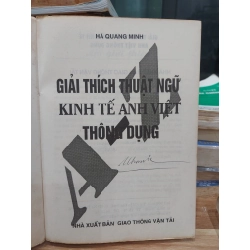 HÀ QUANG MINH
GIẢI THÍCH THUẬT NGỮ
KINH TẾ ANH VIỆT
THÔNG DỤNG
NHÀ XUẤT BẢN GIAO THÔNG VẬN TẢI